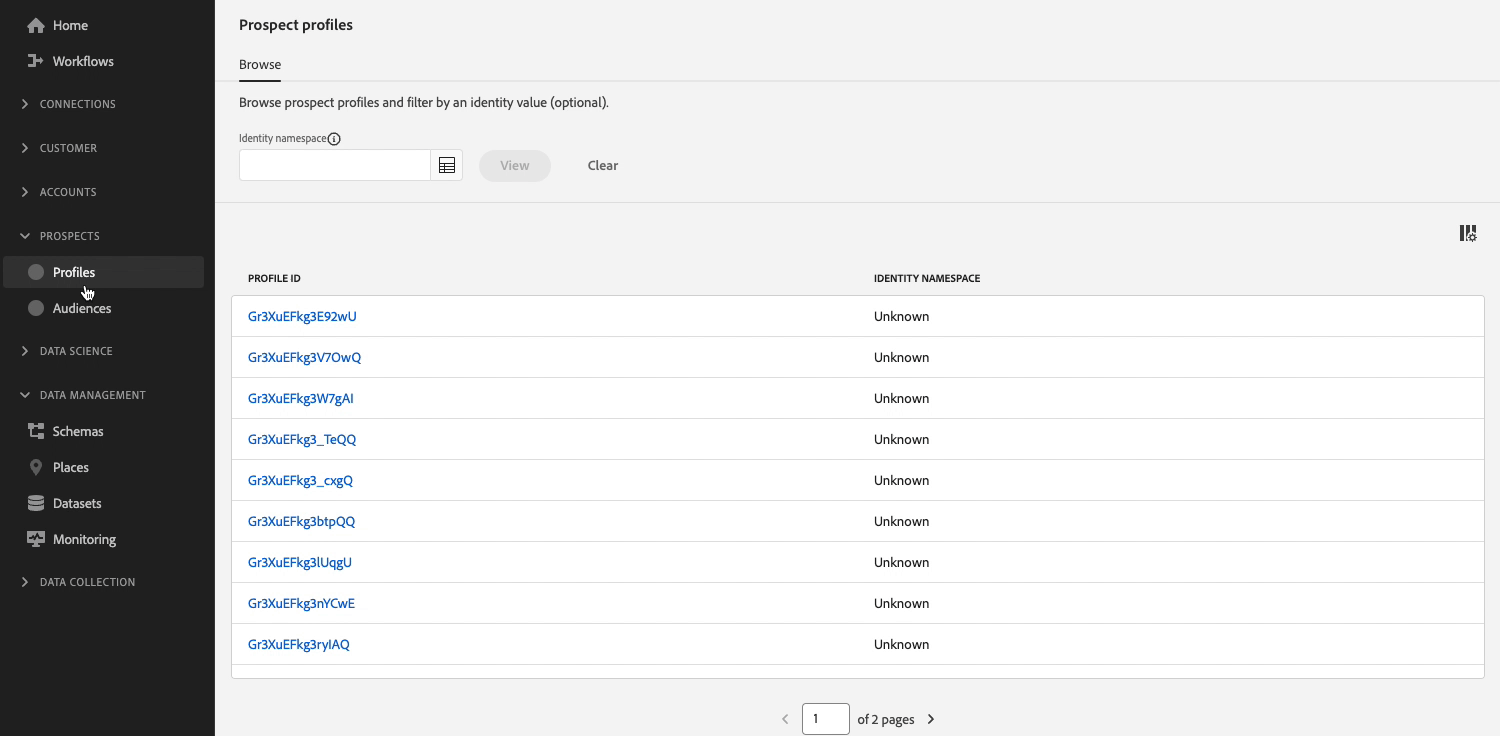 Home
Workflows
CONNECTIONS
CUSTOMER
ACCOUNTS
PROSPECTS
Profiles
Audiences
DATA SCIENCE
DATA MANAGEMENT
Schemas
Places
Datasets
Monitoring
DATA COLLECTION
Prospect profiles
Browse
Browse prospect profiles and filter by an identity value (optional).
Identity namespace
View Clear
PROFILE ID IDENTITY NAMESPACE
Gr3XuEFkg3E92wU Unknown
Gr3XuEFkg3V7OwQ Unknown
Gr3XuEFkg3W7gAI Unknown
Gr3XuEFkg3_TeQQ Unknown
Gr3XuEFkg3_cxgQ Unknown
Gr3XuEFkg3btpQQ Unknown
Gr3XuEFkg3lUqgU Unknown
Gr3XuEFkg3nYCwE Unknown
Gr3XuEFkg3ryIAQ Unknown
1 of 2 pages